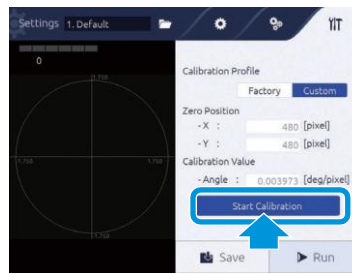 Settings 1. Default
0
1.750
1.750 1.750
1.750
Calibration Profile
Factory Custom
Zero Position
- X : 480 [pixel]
- Y : 480 [pixel]
Calibration Value
- Angle : 0.003973 [deg/pixel]
Start Calibration
Save Run